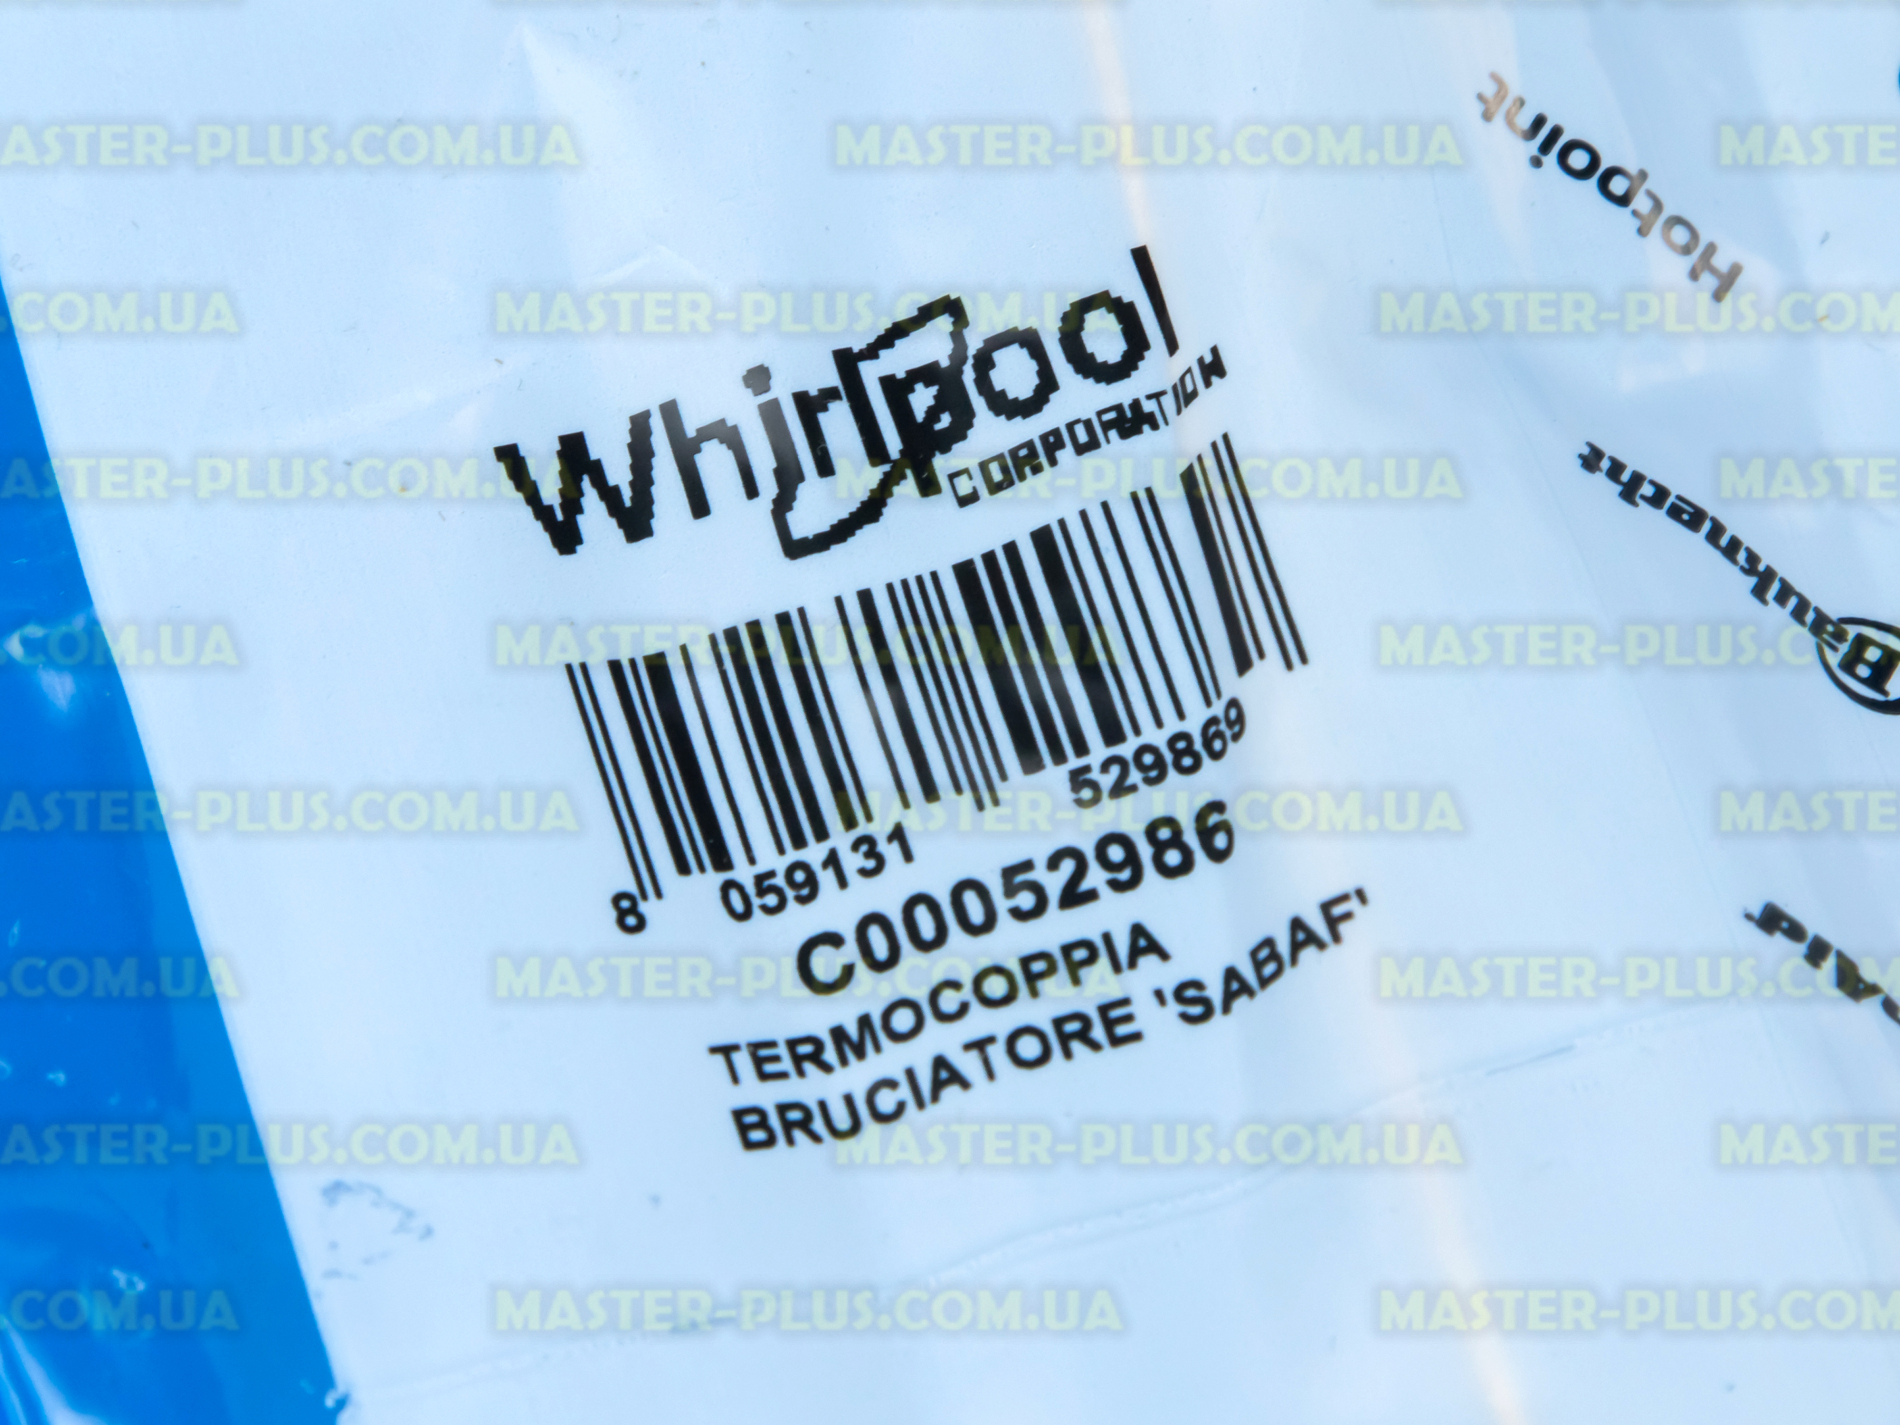 Whirlpool
CORPORATION
8 059131 529869
C00052986
TERMOCOPPIA
BRUCIATORE 'SABAF'
Hotpoint
Bauknecht
B
MASTER-PLUS.COM.UA